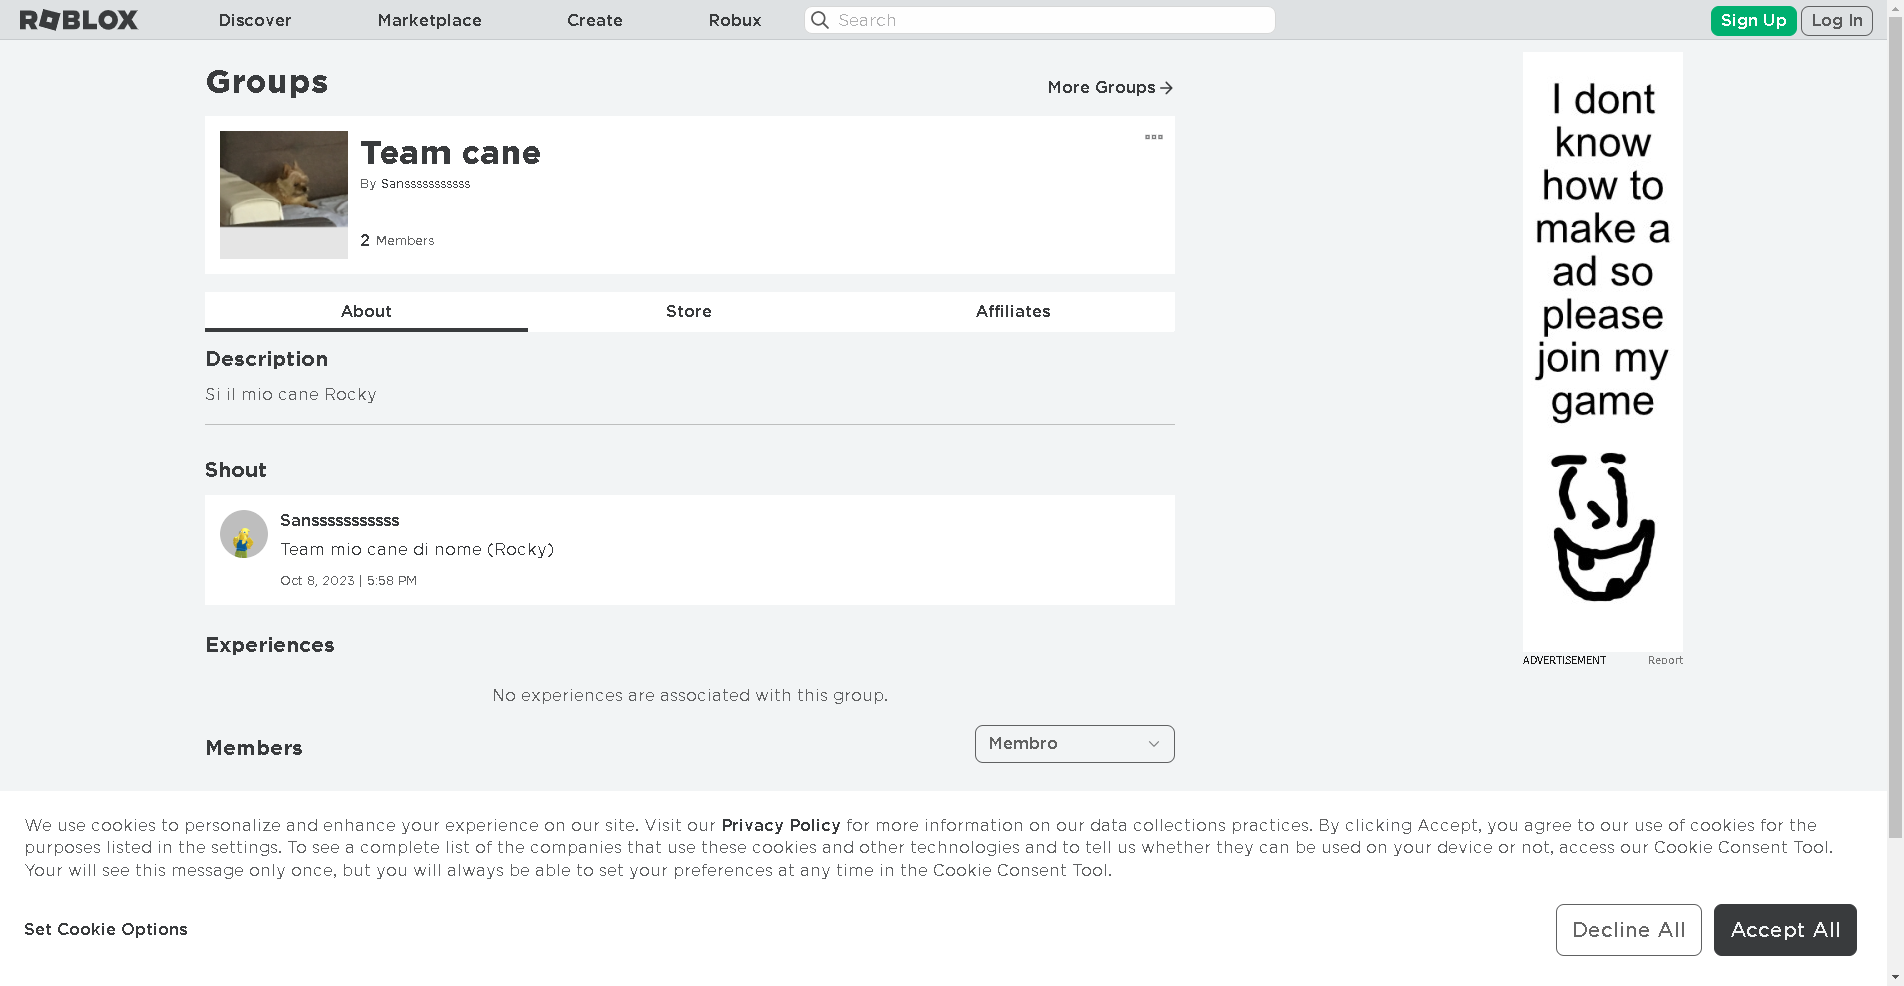 ROBLOX
Discover
Marketplace
Create
Robux
Search
Sign Up
Log In
Groups
More Groups
Team cane
By Sansssssssssss
2 Members
About
Store
Affiliates
Description
Si il mio cane Rocky
Shout
Sansssssssssss
Team mio cane di nome (Rocky)
Oct 8, 2023 | 5:58 PM
Experiences
No experiences are associated with this group.
Members
Membro
I dont
know
how to
make a
ad so
please
join my
game
ADVERTISEMENT
Report
We use cookies to personalize and enhance your experience on our site. Visit our Privacy Policy for more information on our data collections practices. By clicking Accept, you agree to our use of cookies for the
purposes listed in the settings. To see a complete list of the companies that use these cookies and other technologies and to tell us whether they can be used on your device or not, access our Cookie Consent Tool.
Your will see this message only once, but you will always be able to set your preferences at any time in the Cookie Consent Tool.
Set Cookie Options
Decline All
Accept All